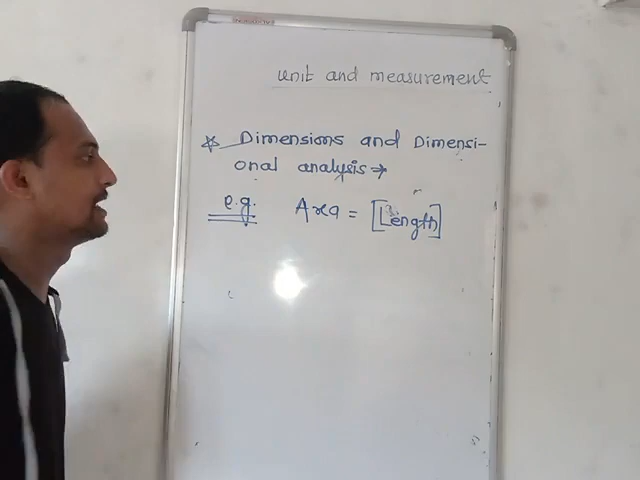 unit and measurement
* Dimensions and Dimensi-
onal analysis →
e.g. Area = [Length]